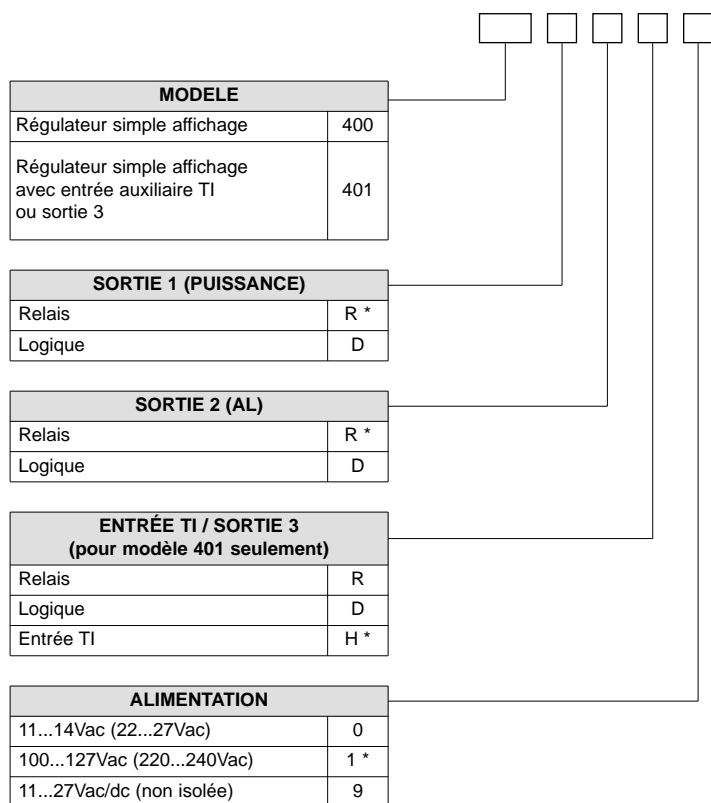 MODELE
Régulateur simple affichage 400
Régulateur simple affichage
avec entrée auxiliaire TI 401
ou sortie 3
SORTIE 1 (PUISSANCE)
Relais R *
Logique D
SORTIE 2 (AL)
Relais R *
Logique D
ENTRÉE TI / SORTIE 3
(pour modèle 401 seulement)
Relais R
Logique D
Entrée TI H *
ALIMENTATION
11...14Vac (22...27Vac) 0
100...127Vac (220...240Vac) 1 *
11...27Vac/dc (non isolée) 9